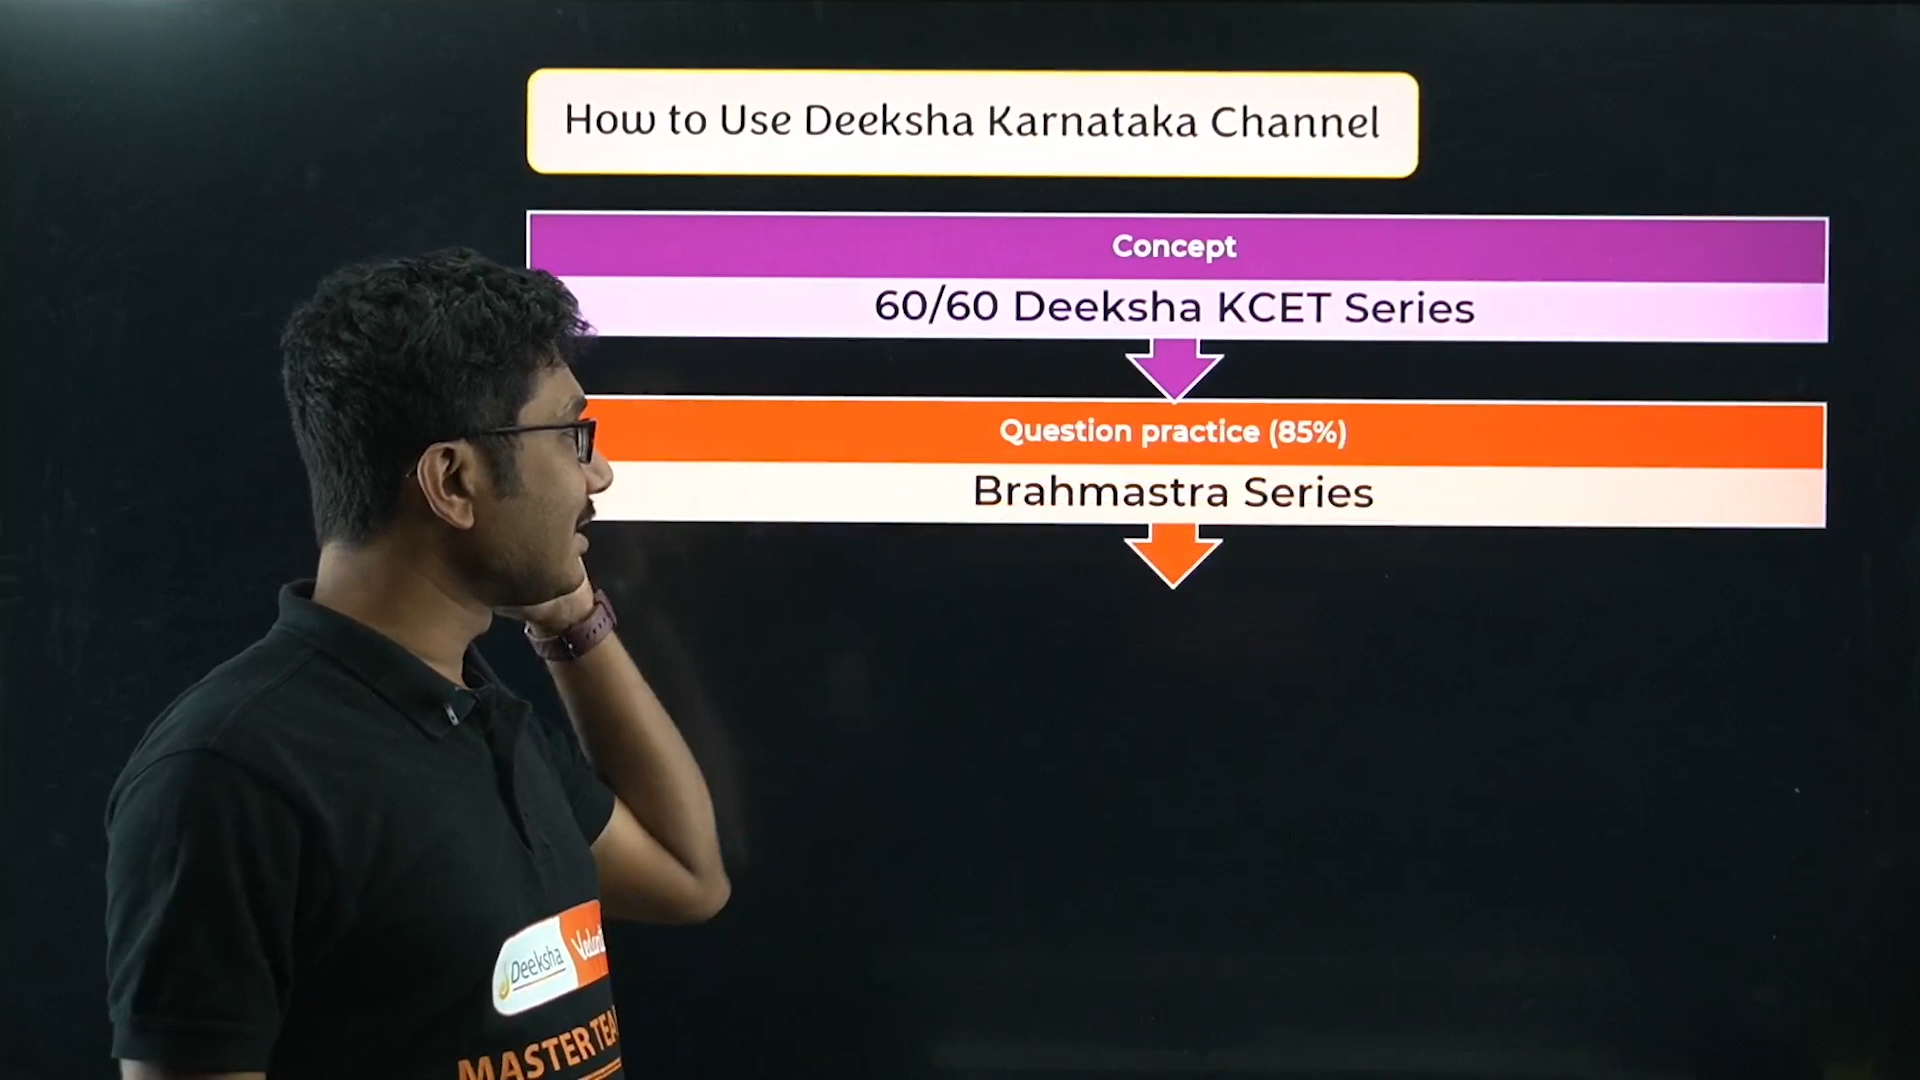 How to Use Deeksha Karnataka Channel
Concept
60/60 Deeksha KCET Series
Question practice (85%)
Brahmastra Series
Deeksha
MASTER